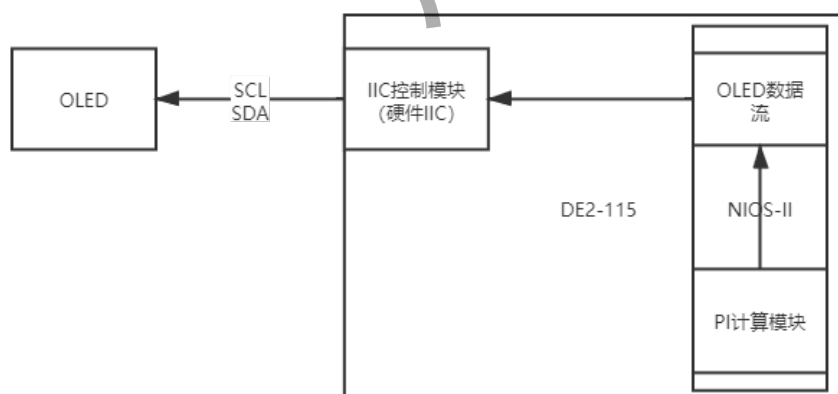 OLED
SCL
SDA
IIC控制模块
(硬件IIC)
OLED数据
流
DE2-115
NIOS-II
PI计算模块